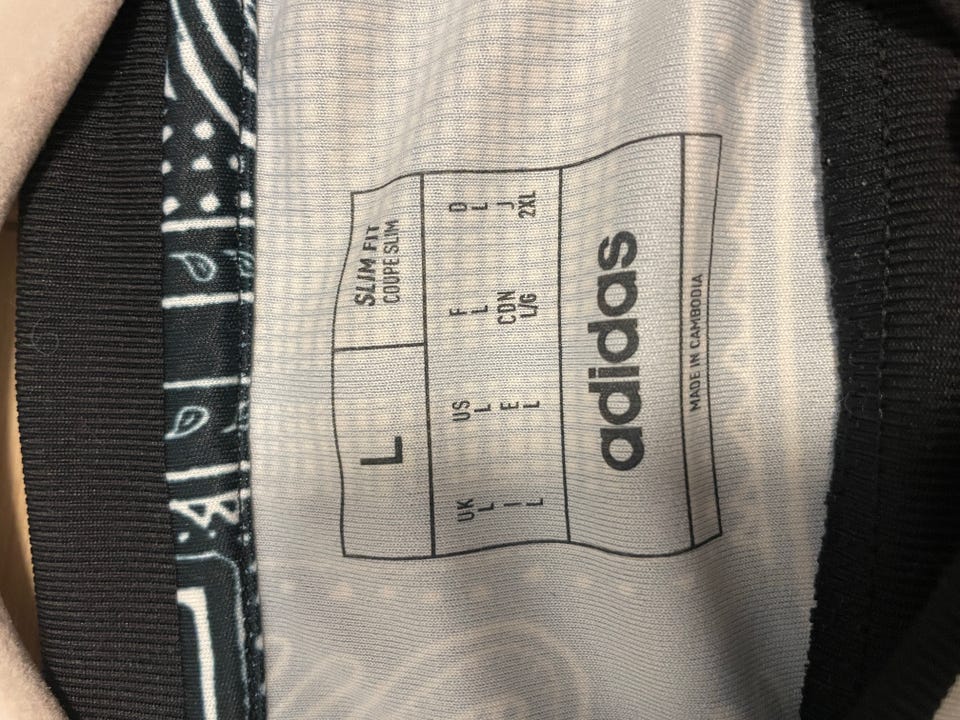 L
SLIM FIT
COUPE SLIM
UK US F D
L L L L
I E CDN J
L L L/G 2XL
adidas
MADE IN CAMBODIA